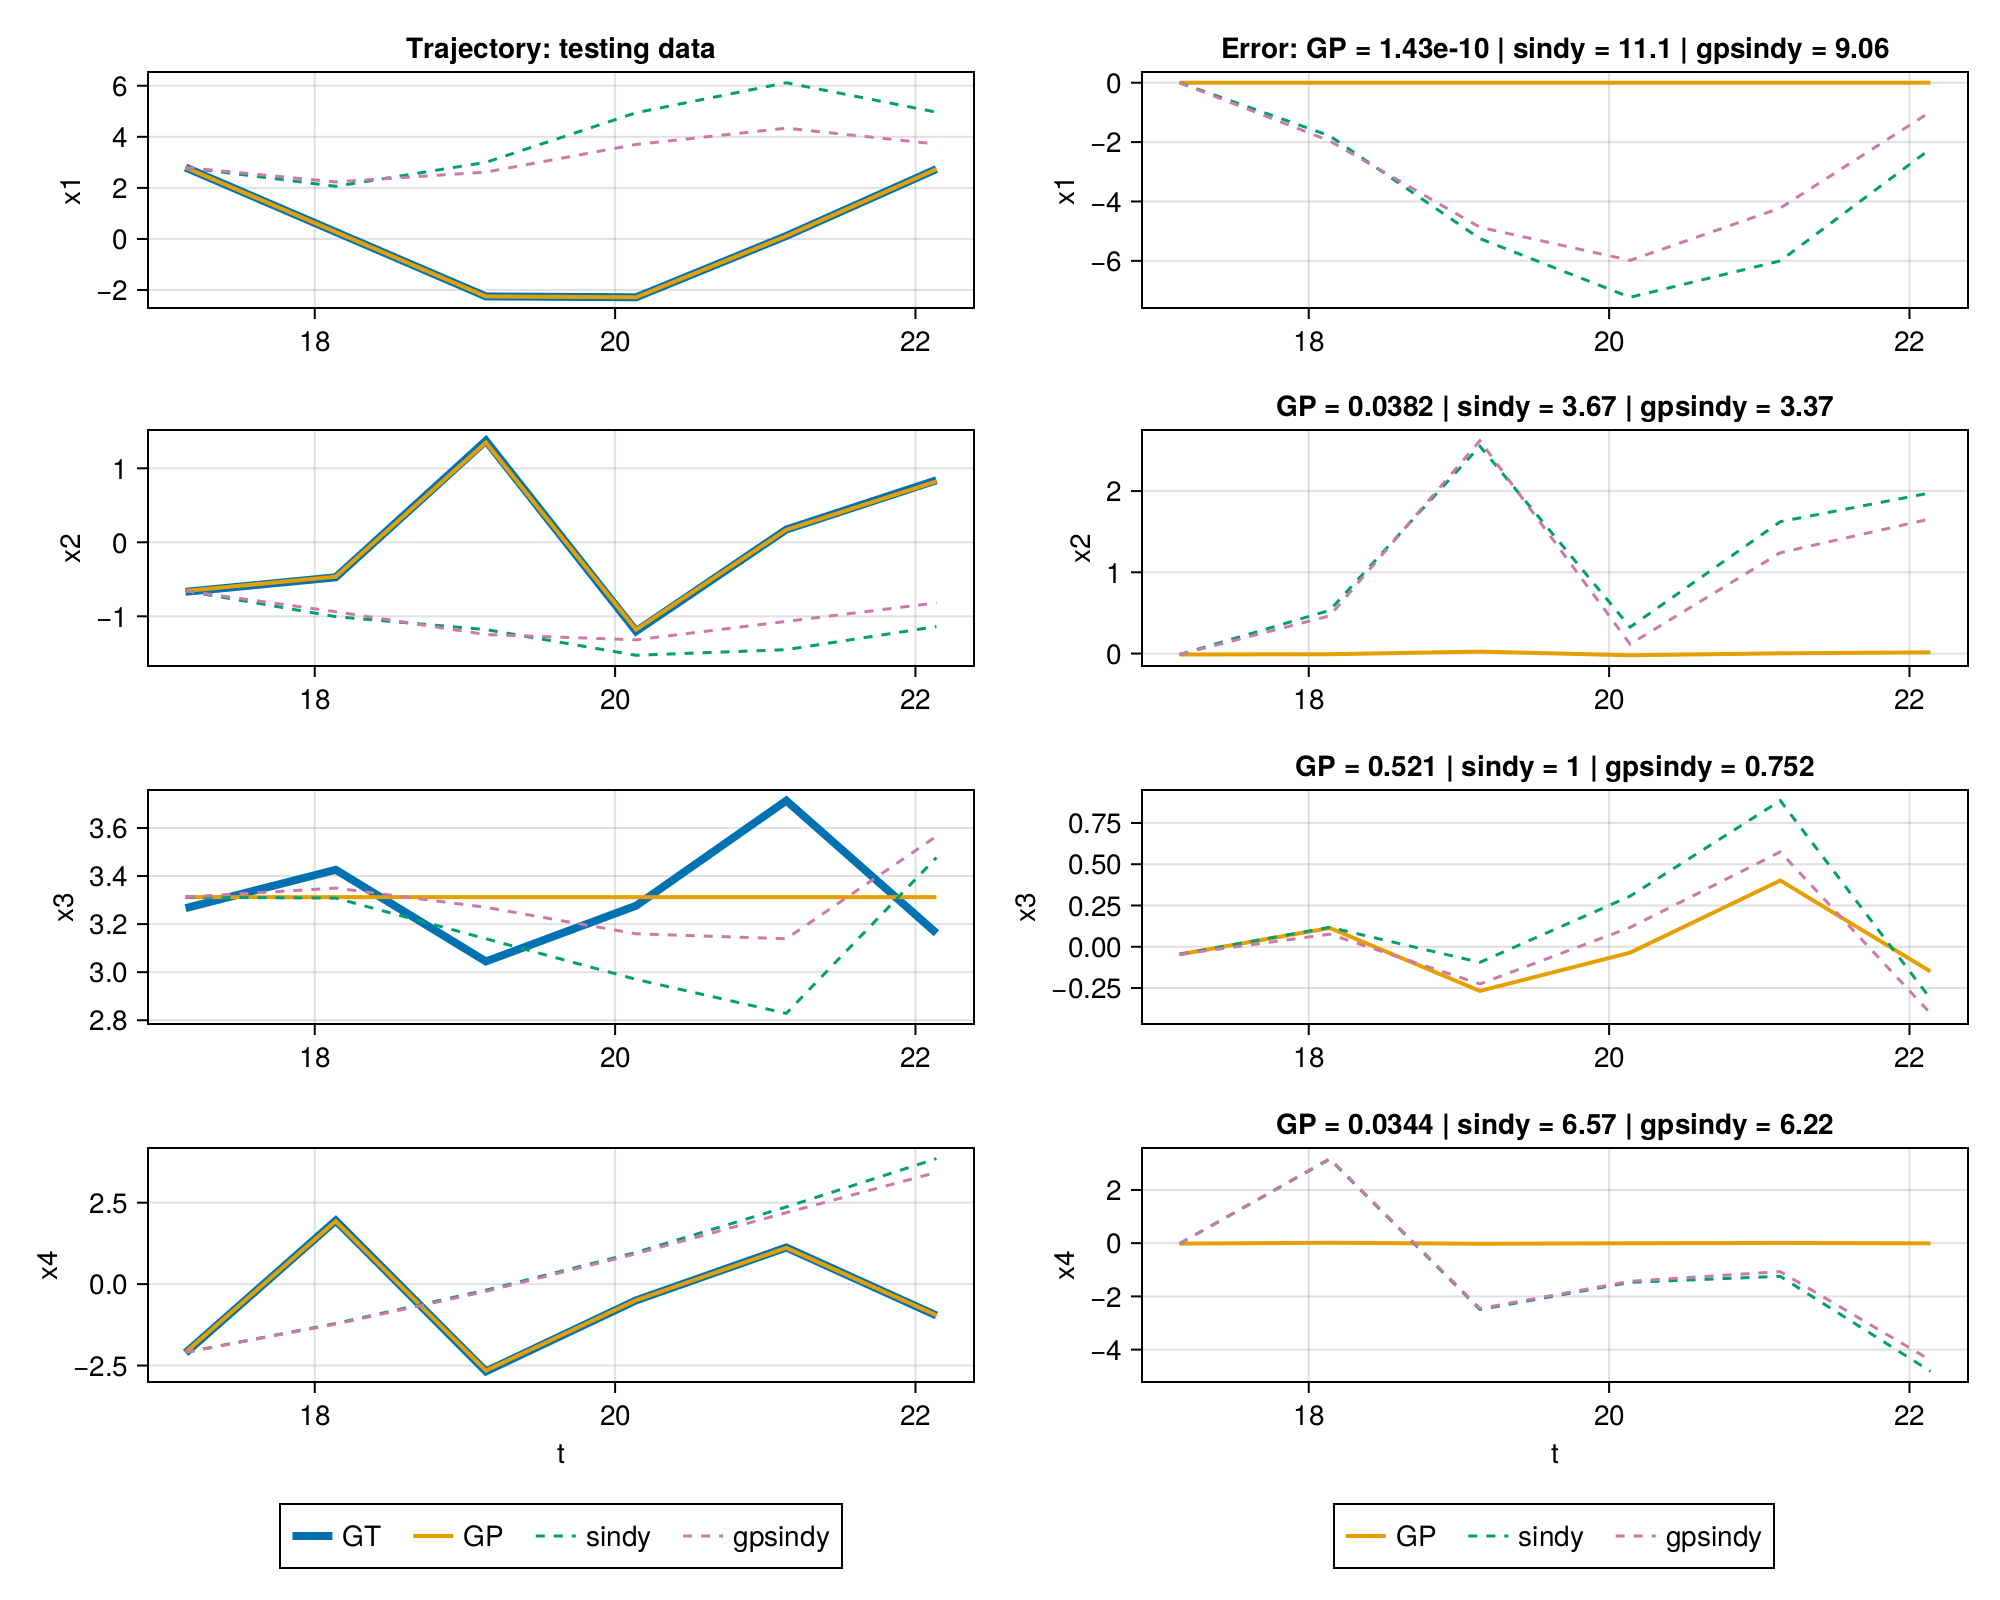 Trajectory: testing data
x1
6
4
2
0
−2
18 20 22
Error: GP = 1.43e-10 | sindy = 11.1 | gpsindy = 9.06
x1
0
−2
−4
−6
18 20 22
x2
1
0
−1
18 20 22
GP = 0.0382 | sindy = 3.67 | gpsindy = 3.37
x2
2
1
0
18 20 22
x3
3.6
3.4
3.2
3.0
2.8
18 20 22
GP = 0.521 | sindy = 1 | gpsindy = 0.752
x3
0.75
0.50
0.25
0.00
−0.25
18 20 22
x4
2.5
0.0
−2.5
18 20 22
t
GP = 0.0344 | sindy = 6.57 | gpsindy = 6.22
x4
2
0
−2
−4
18 20 22
t
GT GP sindy gpsindy
GP sindy gpsindy